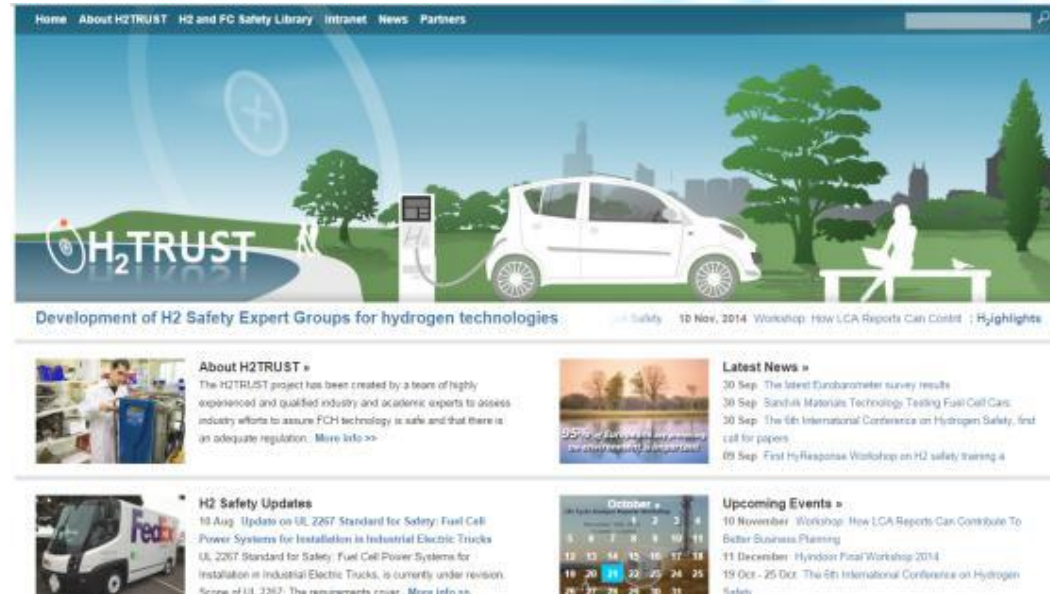 Home About H2TRUST H2 and FC Safety Library Intranet News Partners
H2TRUST
Development of H2 Safety Expert Groups for hydrogen technologies
Safety 10 Nov, 2014 Workshop: How LCA Reports Can Contrit : H2ighlights
About H2TRUST »
The H2TRUST project has been created by a team of highly
experienced and qualified industry and academic experts to assess
industry efforts to assure FCH technology is safe and that there is
an adequate regulation. More info >>
95% of Europeans say protecting
the environment is important
Latest News »
30 Sep The latest Eurobarometer survey results
30 Sep Sandvik Materials Technology Testing Fuel Cell Cars
30 Sep The 6th International Conference on Hydrogen Safety, first
call for papers
09 Sep First HyResponse Workshop on H2 safety training a
FedEx
H2 Safety Updates
10 Aug Update on UL 2267 Standard for Safety: Fuel Cell
Power Systems for Installation in Industrial Electric Trucks
UL 2267 Standard for Safety: Fuel Cell Power Systems for
Installation in Industrial Electric Trucks, is currently under revision.
Scope of UL 2267: The requirements cover More info >>
October »
1 2 3 4
5 6 7 8 9 10 11
12 13 14 15 16 17 18
19 20 21 22 23 24 25
26 27 28 29 30 31
Upcoming Events »
10 November Workshop: How LCA Reports Can Contribute To
Better Business Planning
11 December Hyindoor Final Workshop 2014
19 Oct - 25 Oct The 6th International Conference on Hydrogen
Safety